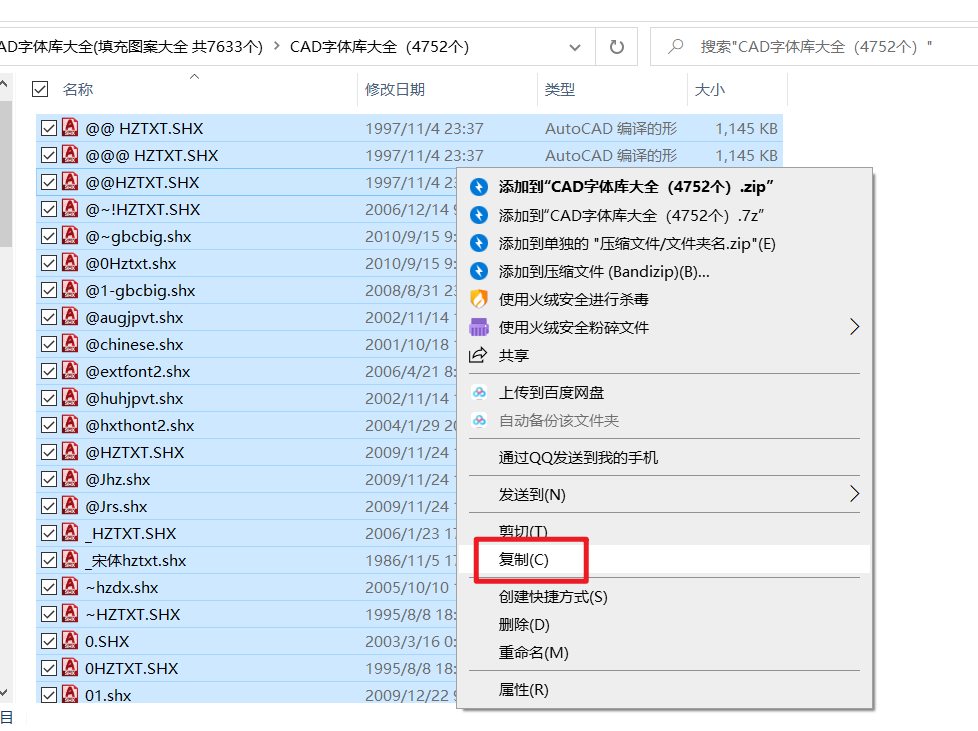 AD字体库大全(填充图案大全 共7633个) > CAD字体库大全（4752个） 搜索"CAD字体库大全（4752个）"
名称 修改日期 类型 大小
@@ HZTXT.SHX 1997/11/4 23:37 AutoCAD 编译的形 1,145 KB
@@@ HZTXT.SHX 1997/11/4 23:37 AutoCAD 编译的形 1,145 KB
@@HZTXT.SHX 1997/11/4
@~!HZTXT.SHX 2006/12/14
@~gbcbig.shx 2010/9/15 9:
@0Hztxt.shx 2010/9/15 9:
@1-gbcbig.shx 2008/8/31 23
@augjpvt.shx 2002/11/14 1
@chinese.shx 2001/10/18 1
@extfont2.shx 2006/4/21 8:
@huhjpvt.shx 2002/11/14 1
@hxthont2.shx 2004/1/29 20
@HZTXT.SHX 2009/11/24 1
@Jhz.shx 2009/11/24 1
@Jrs.shx 2009/11/24 1
_HZTXT.SHX 2006/1/23 17
_宋体hztxt.shx 1986/11/5 17
~hzdx.shx 2005/10/10
~HZTXT.SHX 1995/8/8 18:
0.SHX 2003/3/16 0:
0HZTXT.SHX 1995/8/8 18:
01.shx 2009/12/22 9
目
添加到“CAD字体库大全（4752个）.zip”
添加到“CAD字体库大全（4752个）.7z”
添加到单独的 "压缩文件/文件夹名.zip"(E)
添加到压缩文件 (Bandizip)(B)...
使用火绒安全进行杀毒
使用火绒安全粉碎文件
共享
上传到百度网盘
自动备份该文件夹
通过QQ发送到我的手机
发送到(N)
剪切(T)
复制(C)
创建快捷方式(S)
删除(D)
重命名(M)
属性(R)